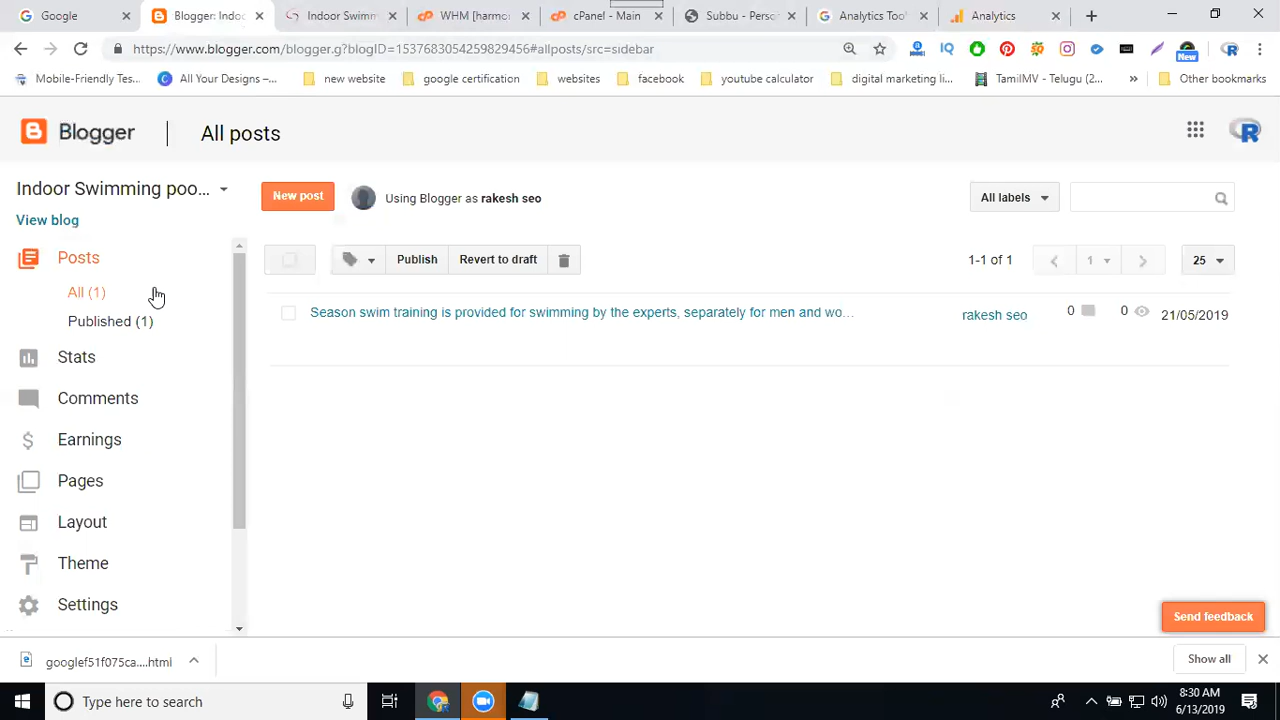 Google
Blogger: Indo
Indoor Swimm
WHM [harmo
cPanel - Main
Subbu - Perso
Analytics Too
Analytics
https://www.blogger.com/blogger.g?blogID=1537683054259829456#allposts/src=sidebar
New
Mobile-Friendly Tes...
All Your Designs –...
new website
google certification
websites
facebook
youtube calculator
digital marketing li...
TamilMV - Telugu (2...
»
Other bookmarks
Blogger
All posts
Indoor Swimming poo...
New post
Using Blogger as rakesh seo
All labels
View blog
Posts
Publish
Revert to draft
1-1 of 1
1
25
All (1)
Published (1)
Season swim training is provided for swimming by the experts, separately for men and wo...
rakesh seo
0
0
21/05/2019
Stats
Comments
Earnings
Pages
Layout
Theme
Settings
Send feedback
googlef51f075ca....html
Show all
Type here to search
8:30 AM
6/13/2019